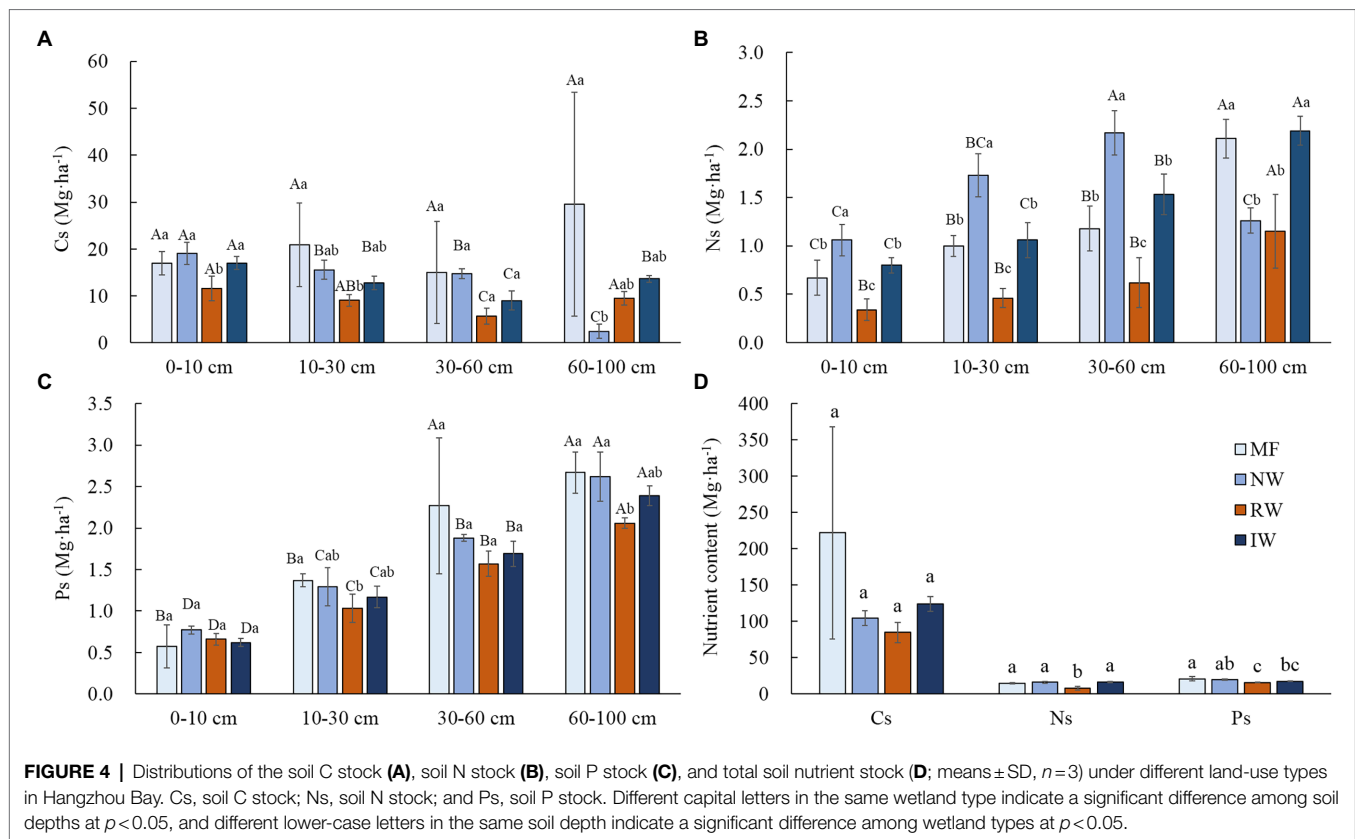 A
Cs (Mg·ha⁻¹)
60
50
40
30
20
10
0
Aa Aa Ab Aa
Aa Bab ABb Bab
Aa Ba Ca Ca
Aa Cb Aab Bab
0-10 cm 10-30 cm 30-60 cm 60-100 cm
B
Ns (Mg·ha⁻¹)
3.0
2.5
2.0
1.5
1.0
0.5
0.0
Cb Ca Bc Cb
Bb BCa Bc Cb
Bb Aa Bc Bb
Aa Cb Ab Aa
0-10 cm 10-30 cm 30-60 cm 60-100 cm
C
Ps (Mg·ha⁻¹)
3.5
3.0
2.5
2.0
1.5
1.0
0.5
0.0
Ba Da Da Da
Ba Cab Cb Cab
Aa Ba Ba Ba
Aa Aa Ab Aab
0-10 cm 10-30 cm 30-60 cm 60-100 cm
D
Nutrient content (Mg·ha⁻¹)
400
350
300
250
200
150
100
50
0
a a a a
a a b a
a ab c bc
Cs Ns Ps
MF
NW
RW
IW
FIGURE 4 | Distributions of the soil C stock (A), soil N stock (B), soil P stock (C), and total soil nutrient stock (D; means ± SD, n = 3) under different land-use types
in Hangzhou Bay. Cs, soil C stock; Ns, soil N stock; and Ps, soil P stock. Different capital letters in the same wetland type indicate a significant difference among soil
depths at p < 0.05, and different lower-case letters in the same soil depth indicate a significant difference among wetland types at p < 0.05.